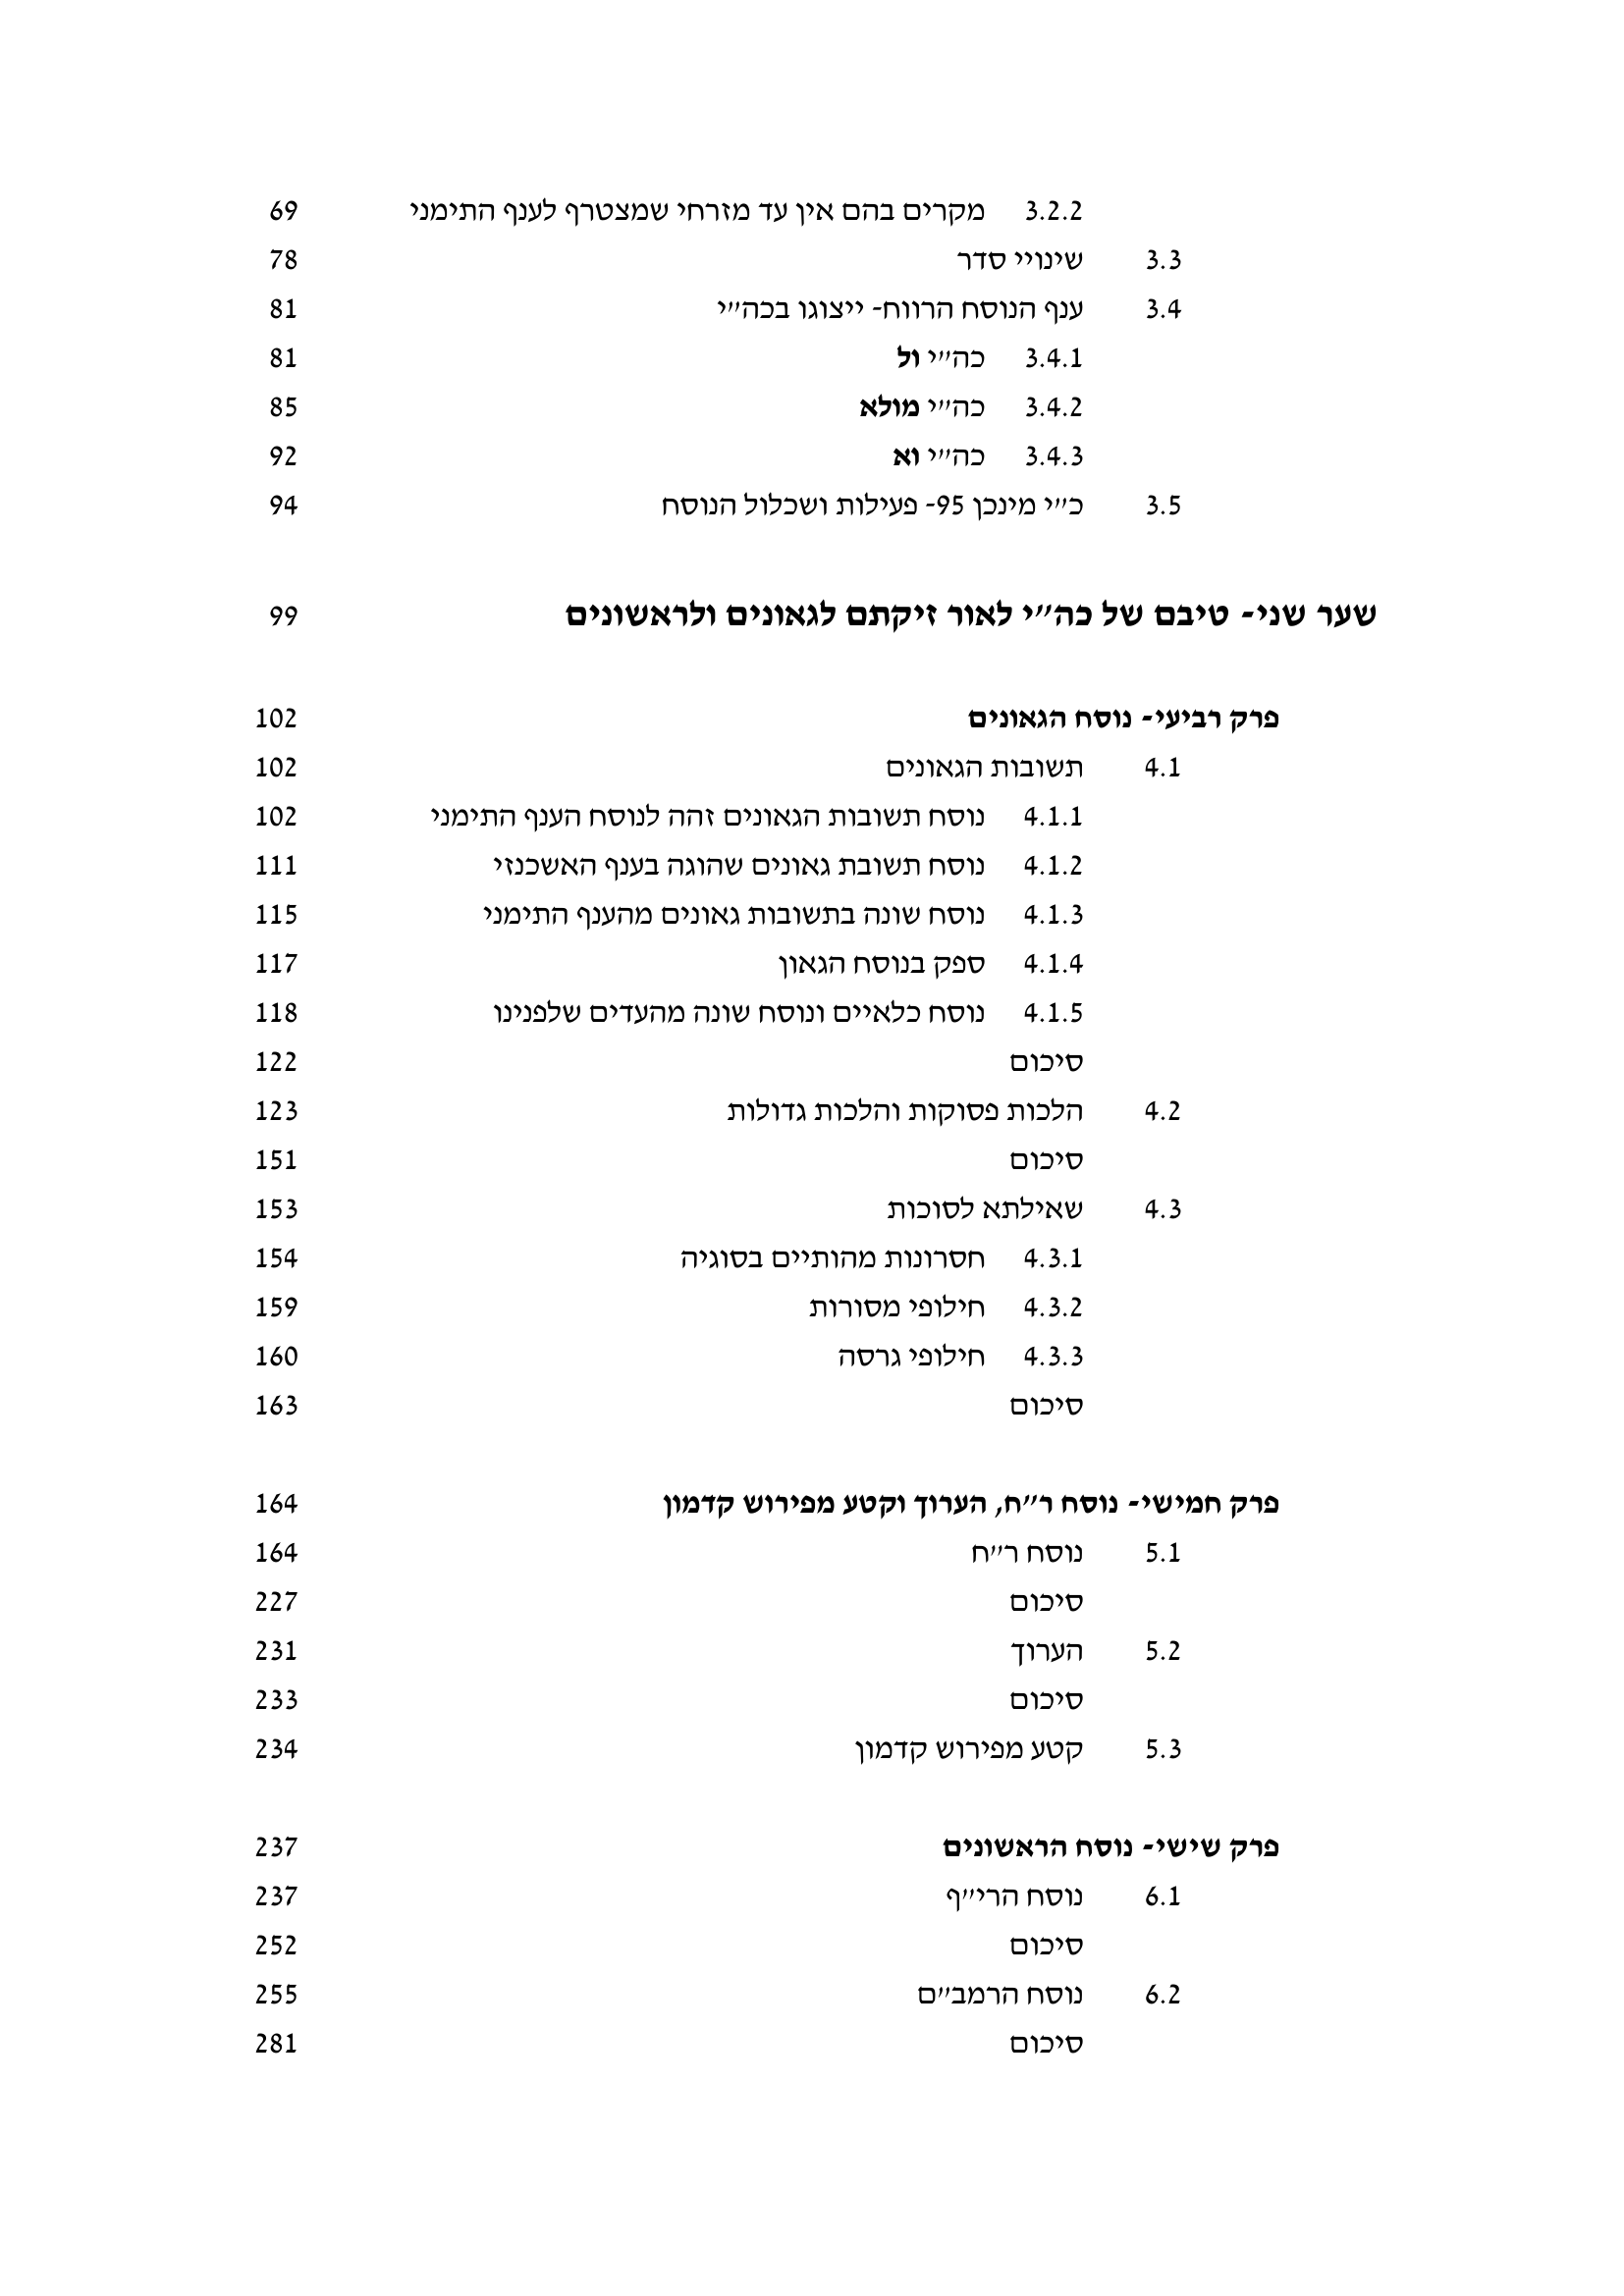 3.2.2 מקרים בהם אין עד מזרחי שמצטרף לענף התימני 69
3.3 שינויי סדר 78
3.4 ענף הנוסח הרווח- ייצוגו בכה"י 81
3.4.1 כה"י ול 81
3.4.2 כה"י מולא 85
3.4.3 כה"י וא 92
3.5 כ"י מינכן 95- פעילות ושכלול הנוסח 94
שער שני- טיבם של כה"י לאור זיקתם לגאונים ולראשונים 99
פרק רביעי- נוסח הגאונים 102
4.1 תשובות הגאונים 102
4.1.1 נוסח תשובות הגאונים זהה לנוסח הענף התימני 102
4.1.2 נוסח תשובת גאונים שהוגה בענף האשכנזי 111
4.1.3 נוסח שונה בתשובות גאונים מהענף התימני 115
4.1.4 ספק בנוסח הגאון 117
4.1.5 נוסח כלאיים ונוסח שונה מהעדים שלפנינו 118
סיכום 122
4.2 הלכות פסוקות והלכות גדולות 123
סיכום 151
4.3 שאילתא לסוכות 153
4.3.1 חסרונות מהותיים בסוגיה 154
4.3.2 חילופי מסורות 159
4.3.3 חילופי גרסה 160
סיכום 163
פרק חמישי- נוסח ר"ח, הערוך וקטע מפירוש קדמון 164
5.1 נוסח ר"ח 164
סיכום 227
5.2 הערוך 231
סיכום 233
5.3 קטע מפירוש קדמון 234
פרק שישי- נוסח הראשונים 237
6.1 נוסח הרי"ף 237
סיכום 252
6.2 נוסח הרמב"ם 255
סיכום 281